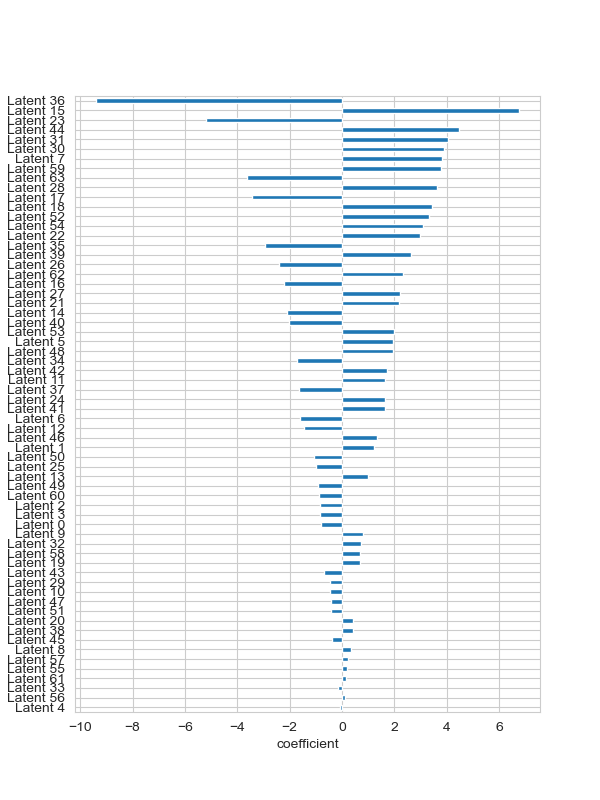 Latent 36
Latent 15
Latent 23
Latent 44
Latent 31
Latent 30
Latent 7
Latent 59
Latent 63
Latent 28
Latent 17
Latent 18
Latent 52
Latent 54
Latent 22
Latent 35
Latent 39
Latent 26
Latent 62
Latent 16
Latent 27
Latent 21
Latent 14
Latent 40
Latent 53
Latent 5
Latent 48
Latent 34
Latent 42
Latent 11
Latent 37
Latent 24
Latent 41
Latent 6
Latent 12
Latent 46
Latent 1
Latent 50
Latent 25
Latent 13
Latent 49
Latent 60
Latent 2
Latent 3
Latent 0
Latent 9
Latent 32
Latent 58
Latent 19
Latent 43
Latent 29
Latent 10
Latent 47
Latent 51
Latent 20
Latent 38
Latent 45
Latent 8
Latent 57
Latent 55
Latent 61
Latent 33
Latent 56
Latent 4
−10 −8 −6 −4 −2 0 2 4 6
coefficient